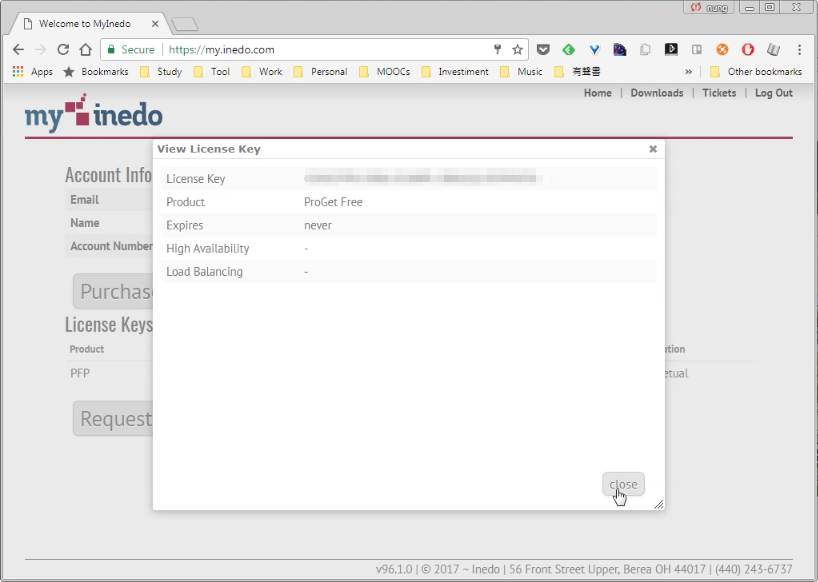 nung
Welcome to MyInedo
Secure https://my.inedo.com
Apps Bookmarks Study Tool Work Personal MOOCs Investiment Music 有聲書 » Other bookmarks
Home | Downloads | Tickets | Log Out
my inedo
View License Key
Account Info
License Key
Email
Product ProGet Free
Name
Expires never
Account Number
High Availability -
Load Balancing -
Purchas
License Keys
Product tion
PFP etual
Request
close
v96.1.0 | © 2017 ~ Inedo | 56 Front Street Upper, Berea OH 44017 | (440) 243-6737